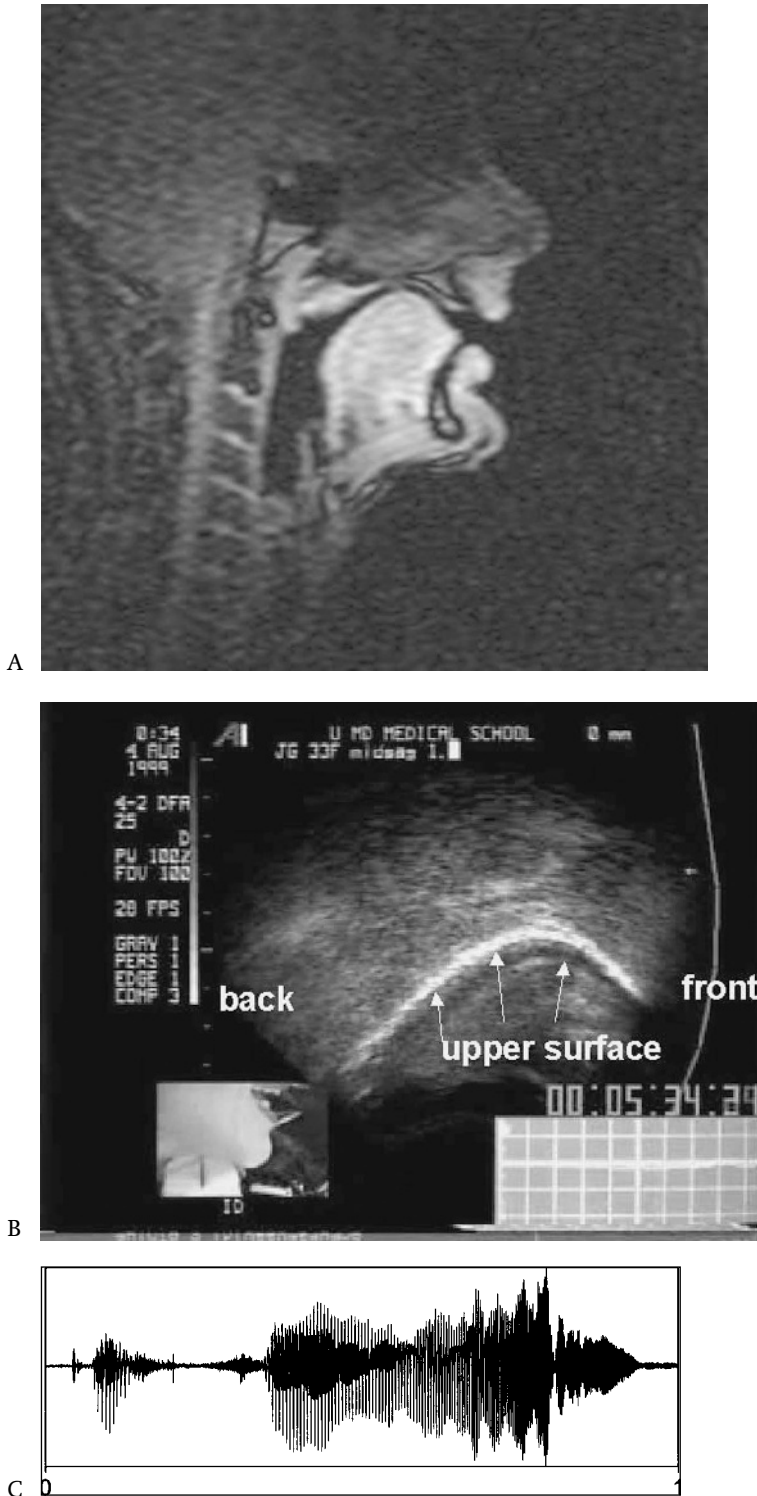 A
0:34
4 AUG
1999
U MD MEDICAL SCHOOL
0 mm
JG 33F midsag 1.
4-2 DFA
25
D
PW 100%
FOV 100
28 FPS
GRAV 1
PERS 1
EDGE 1
COMP 3
back
front
upper surface
00:05:34:29
ID
B
0
1
C